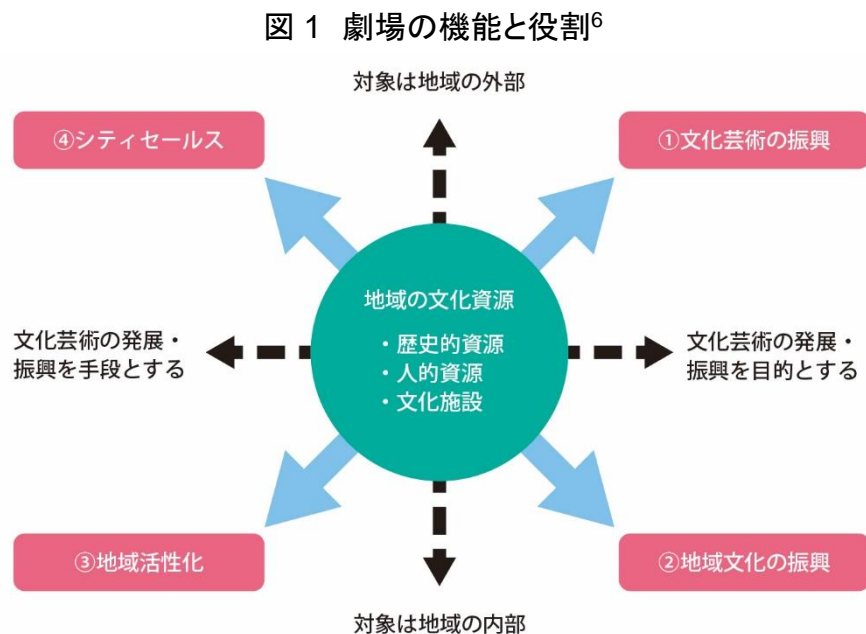 図 1 劇場の機能と役割6
対象は地域の外部
④シティセールス
①文化芸術の振興
地域の文化資源
・歴史的資源
・人的資源
・文化施設
文化芸術の発展・
振興を手段とする
文化芸術の発展・
振興を目的とする
③地域活性化
②地域文化の振興
対象は地域の内部